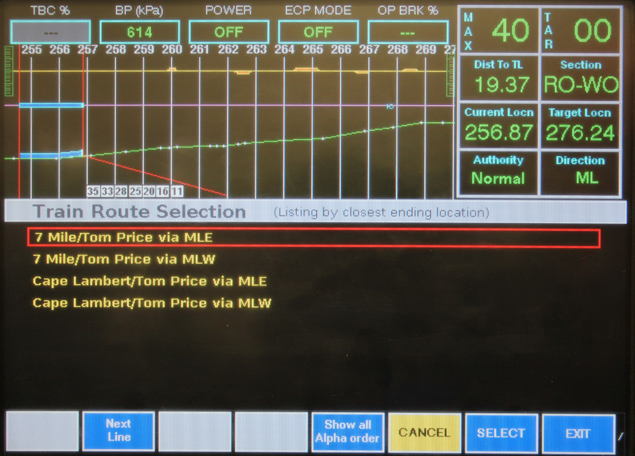 TBC % BP (kPa) POWER ECP MODE OP BRK %
--- 614 OFF OFF ---
MAX 40 TAR 00
255 256 257 258 259 260 261 262 263 264 265 266 267 268 269 27
Dist To TL Section
19.37 RO-WO
Current Locn Target Locn
256.87 276.24
Authority Direction
Normal ML
35 33 28 25 20 16 11
Train Route Selection (Listing by closest ending location)
7 Mile/Tom Price via MLE
7 Mile/Tom Price via MLW
Cape Lambert/Tom Price via MLE
Cape Lambert/Tom Price via MLW
Next Line
Show all Alpha order
CANCEL
SELECT
EXIT